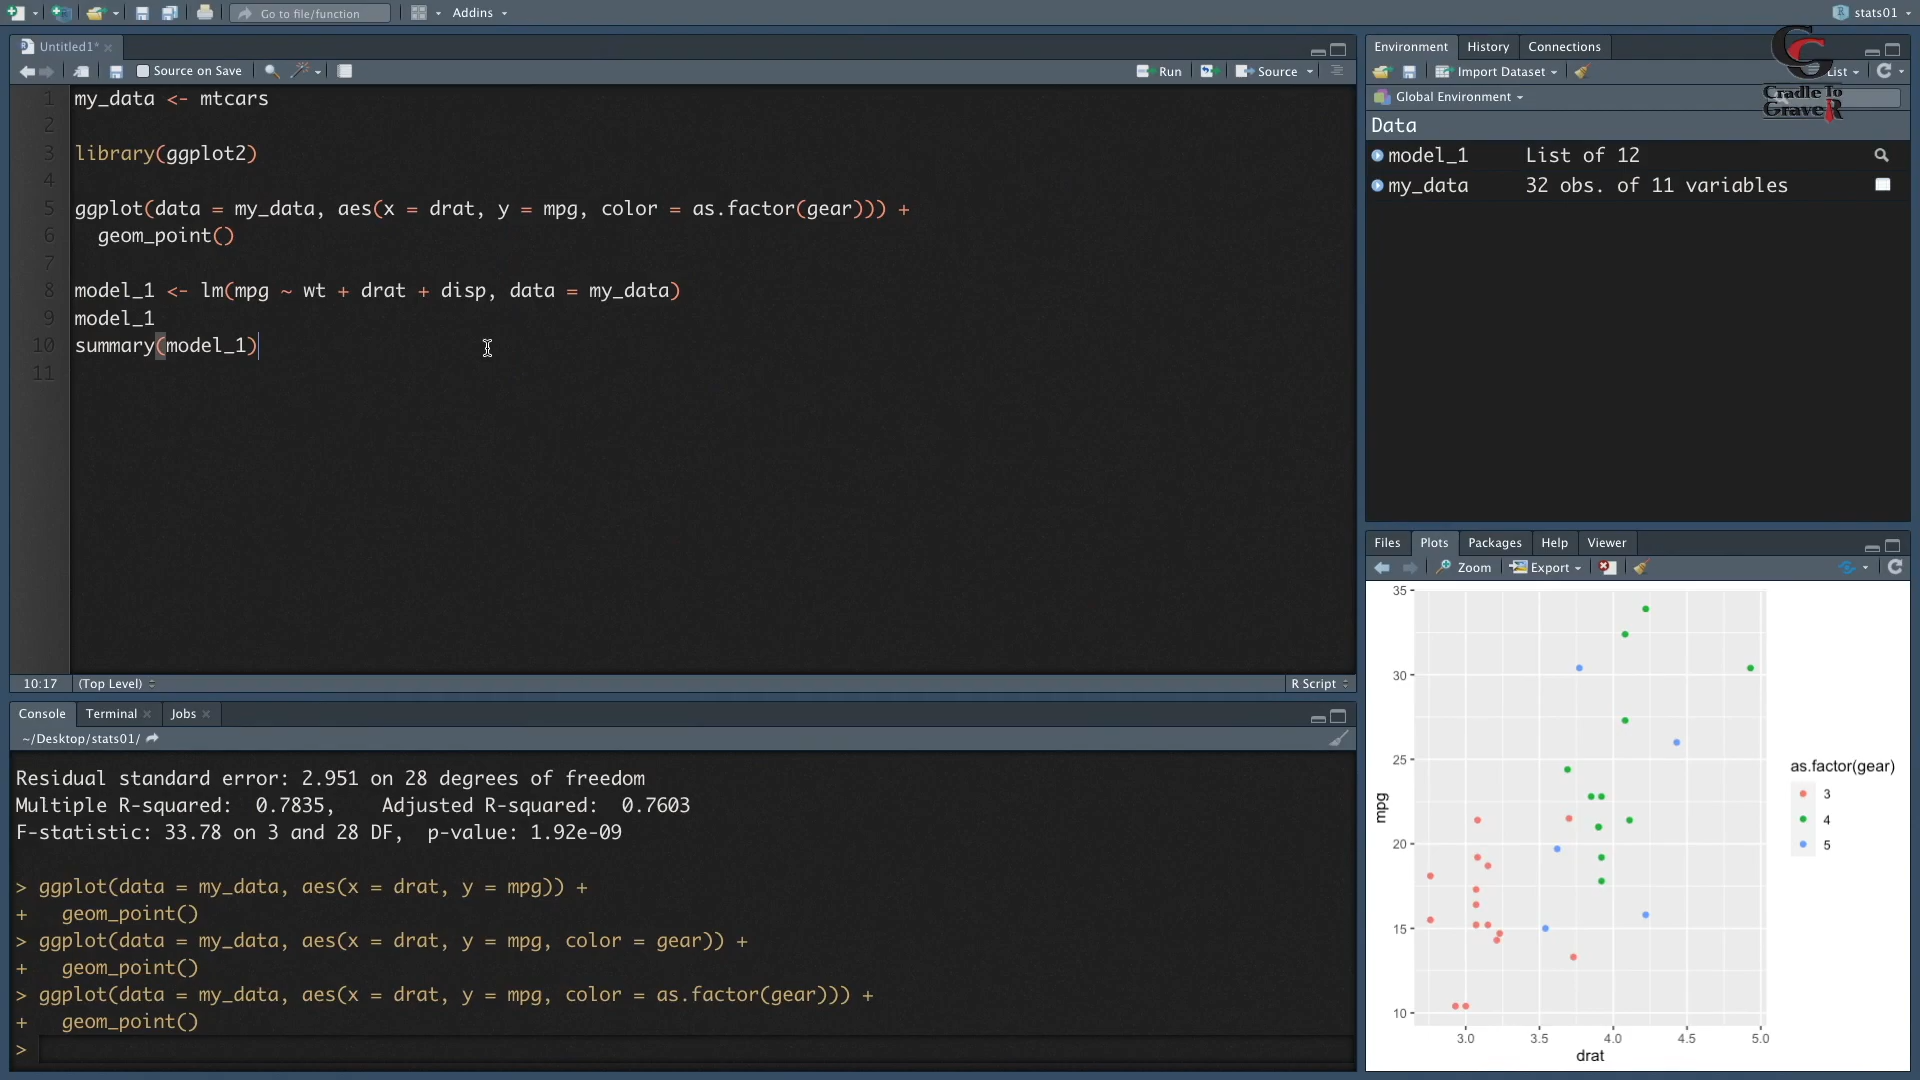 Go to file/function
Addins
stats01
Untitled1*
Source on Save
Run
Source
1 my_data <- mtcars
2
3 library(ggplot2)
4
5 ggplot(data = my_data, aes(x = drat, y = mpg, color = as.factor(gear))) +
6 geom_point()
7
8 model_1 <- lm(mpg ~ wt + drat + disp, data = my_data)
9 model_1
10 summary(model_1)
11
10:17 (Top Level)
R Script
Console Terminal Jobs
~/Desktop/stats01/
Residual standard error: 2.951 on 28 degrees of freedom
Multiple R-squared: 0.7835, Adjusted R-squared: 0.7603
F-statistic: 33.78 on 3 and 28 DF, p-value: 1.92e-09
> ggplot(data = my_data, aes(x = drat, y = mpg)) +
+ geom_point()
> ggplot(data = my_data, aes(x = drat, y = mpg, color = gear)) +
+ geom_point()
> ggplot(data = my_data, aes(x = drat, y = mpg, color = as.factor(gear))) +
+ geom_point()
>
Environment History Connections
Import Dataset
List
Global Environment
Cradle To
GraveR
Data
model_1 List of 12
my_data 32 obs. of 11 variables
Files Plots Packages Help Viewer
Zoom Export
35
30
25
20
15
10
mpg
3.0 3.5 4.0 4.5 5.0
drat
as.factor(gear)
3
4
5